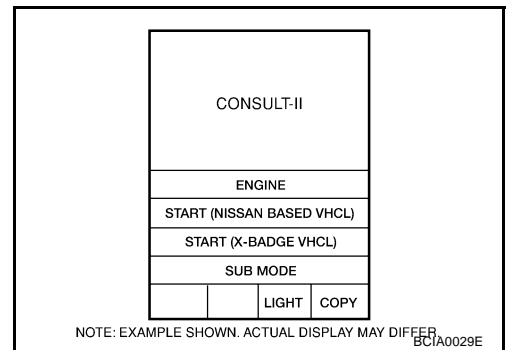 CONSULT-II
ENGINE
START (NISSAN BASED VHCL)
START (X-BADGE VHCL)
SUB MODE
LIGHT COPY
NOTE: EXAMPLE SHOWN. ACTUAL DISPLAY MAY DIFFER.
BCIA0029E